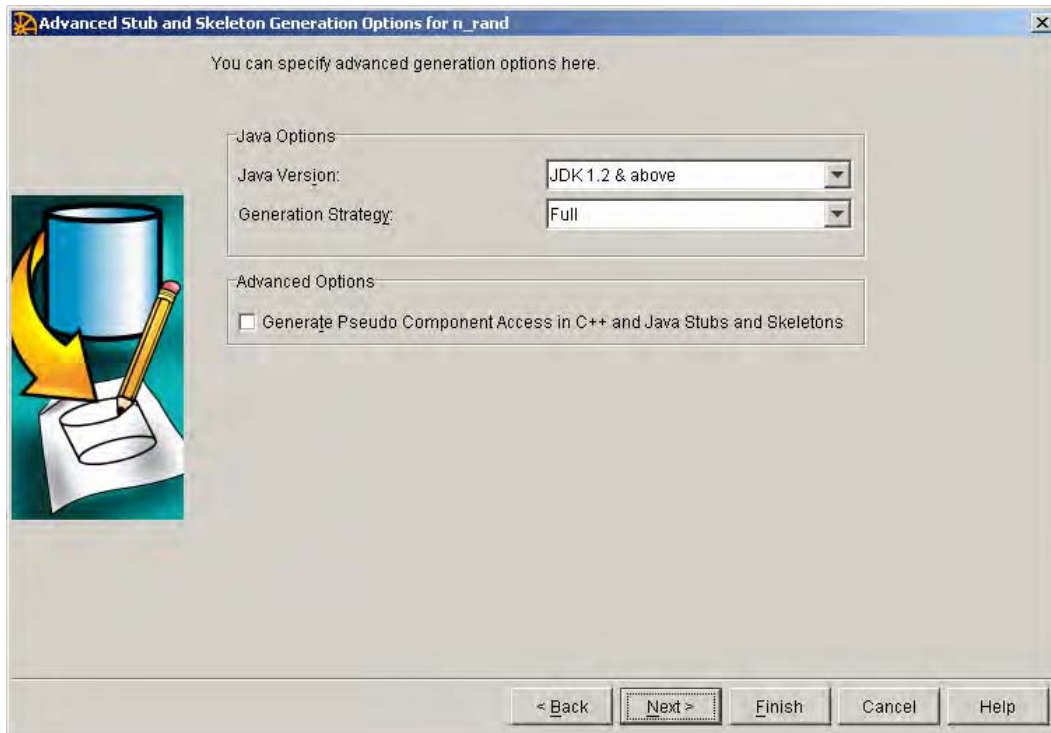 Advanced Stub and Skeleton Generation Options for n_rand
You can specify advanced generation options here.
Java Options
Java Version: JDK 1.2 & above
Generation Strategy: Full
Advanced Options
Generate Pseudo Component Access in C++ and Java Stubs and Skeletons
< Back Next > Finish Cancel Help